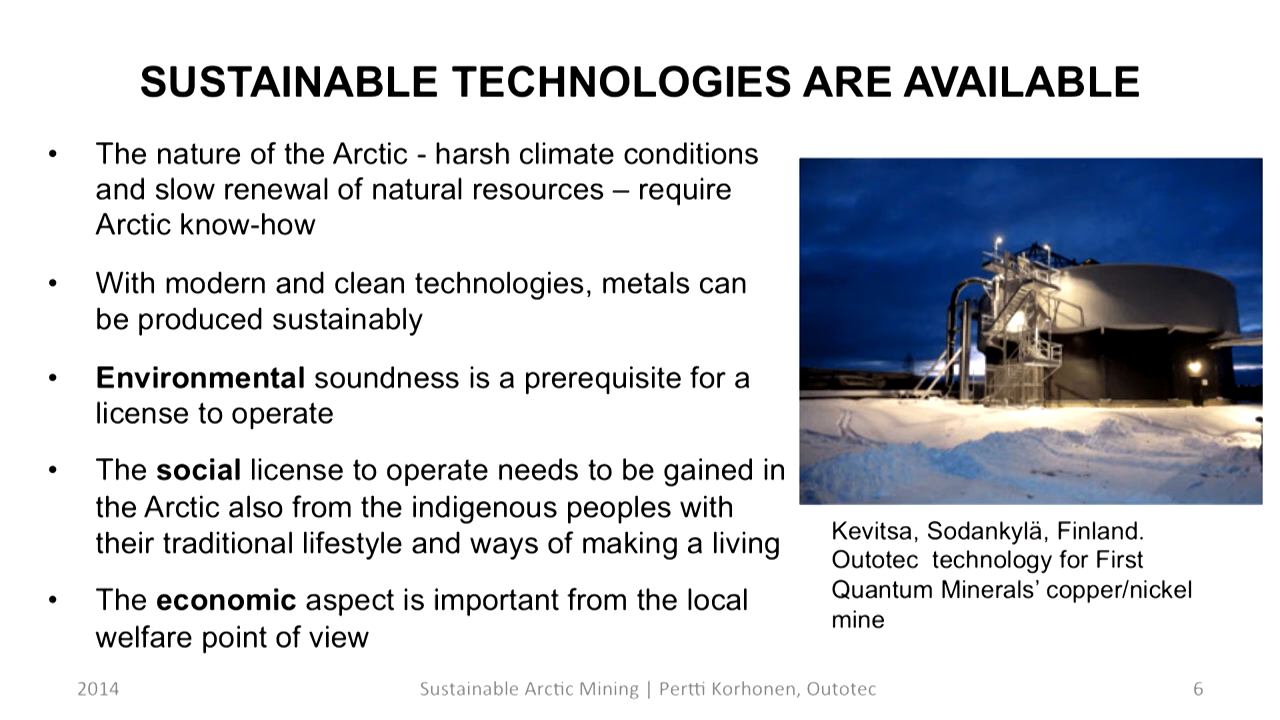 SUSTAINABLE TECHNOLOGIES ARE AVAILABLE
• The nature of the Arctic - harsh climate conditions
and slow renewal of natural resources – require
Arctic know-how
• With modern and clean technologies, metals can
be produced sustainably
• Environmental soundness is a prerequisite for a
license to operate
• The social license to operate needs to be gained in
the Arctic also from the indigenous peoples with
their traditional lifestyle and ways of making a living
• The economic aspect is important from the local
welfare point of view
Kevitsa, Sodankylä, Finland.
Outotec  technology for First
Quantum Minerals’ copper/nickel
mine
2014
Sustainable Arctic Mining | Pertti Korhonen, Outotec
6